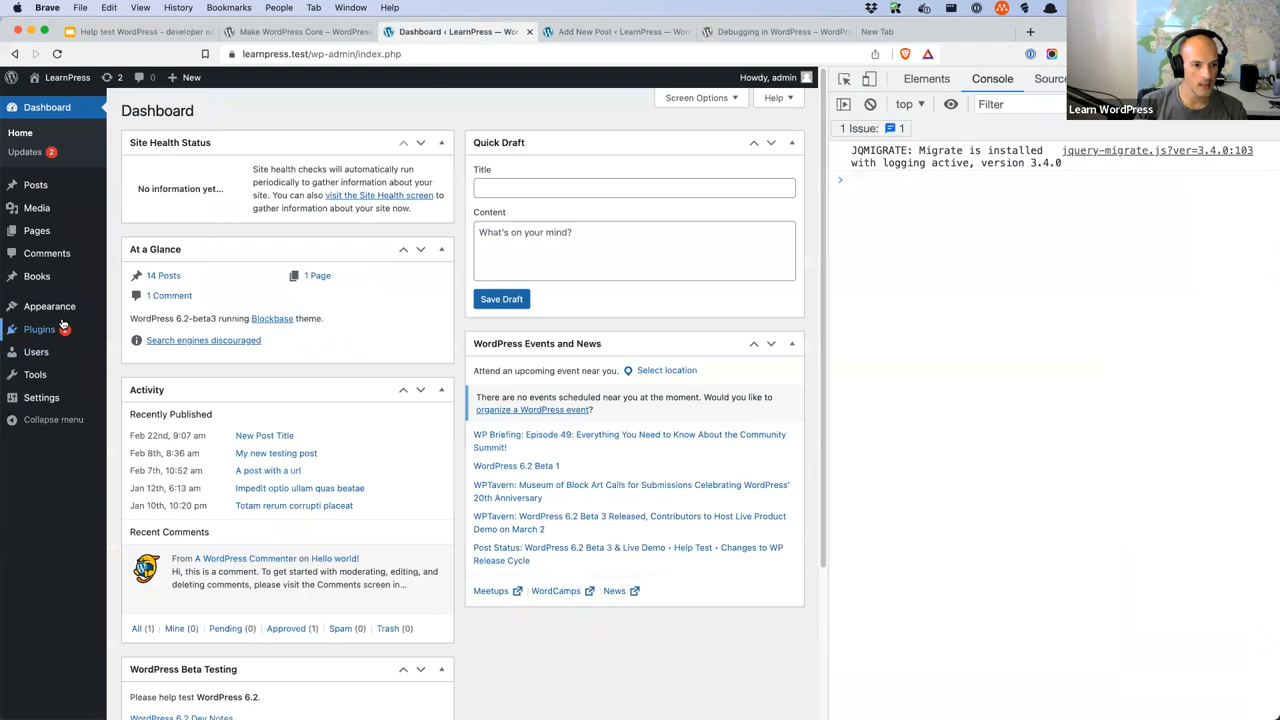 Brave File Edit View History Bookmarks People Tab Window Help
Help test WordPress - developer ed
Make WordPress Core – WordPress
Dashboard ‹ LearnPress — Wo
Add New Post ‹ LearnPress — Wor
Debugging in WordPress – WordPr
New Tab
learnpress.test/wp-admin/index.php
LearnPress 2 0 New
Howdy, admin
Screen Options
Help
Dashboard
Home
Updates 2
Posts
Media
Pages
Comments
Books
Appearance
Plugins
Users
Tools
Settings
Collapse menu
Dashboard
Site Health Status
No information yet...
Site health checks will automatically run
periodically to gather information about your
site. You can also visit the Site Health screen to
gather information about your site now.
At a Glance
14 Posts
1 Page
1 Comment
WordPress 6.2-beta3 running Blockbase theme.
Search engines discouraged
Activity
Recently Published
Feb 22nd, 9:07 am New Post Title
Feb 8th, 8:36 am My new testing post
Feb 7th, 10:52 am A post with a url
Jan 12th, 6:13 am Impedit optio ullam quas beatae
Jan 10th, 10:20 pm Totam rerum corrupti placeat
Recent Comments
From A WordPress Commenter on Hello world!
Hi, this is a comment. To get started with moderating, editing, and
deleting comments, please visit the Comments screen in…
All (1) | Mine (0) | Pending (0) | Approved (1) | Spam (0) | Trash (0)
WordPress Beta Testing
Please help test WordPress 6.2.
WordPress 6.2 Dev Notes
Quick Draft
Title
Content
What's on your mind?
Save Draft
WordPress Events and News
Attend an upcoming event near you. Select location
There are no events scheduled near you at the moment. Would you like to
organize a WordPress event?
WP Briefing: Episode 49: Everything You Need to Know About the Community
Summit!
WordPress 6.2 Beta 1
WPTavern: Museum of Block Art Calls for Submissions Celebrating WordPress'
20th Anniversary
WPTavern: WordPress 6.2 Beta 3 Released, Contributors to Host Live Product
Demo on March 2
Post Status: WordPress 6.2 Beta 3 & Live Demo • Help Test • Changes to WP
Release Cycle
Meetups | WordCamps | News
Elements Console Sourc
top Filter
1 Issue: 1
JQMIGRATE: Migrate is installed jquery-migrate.js?ver=3.4.0:103
with logging active, version 3.4.0
Learn WordPress